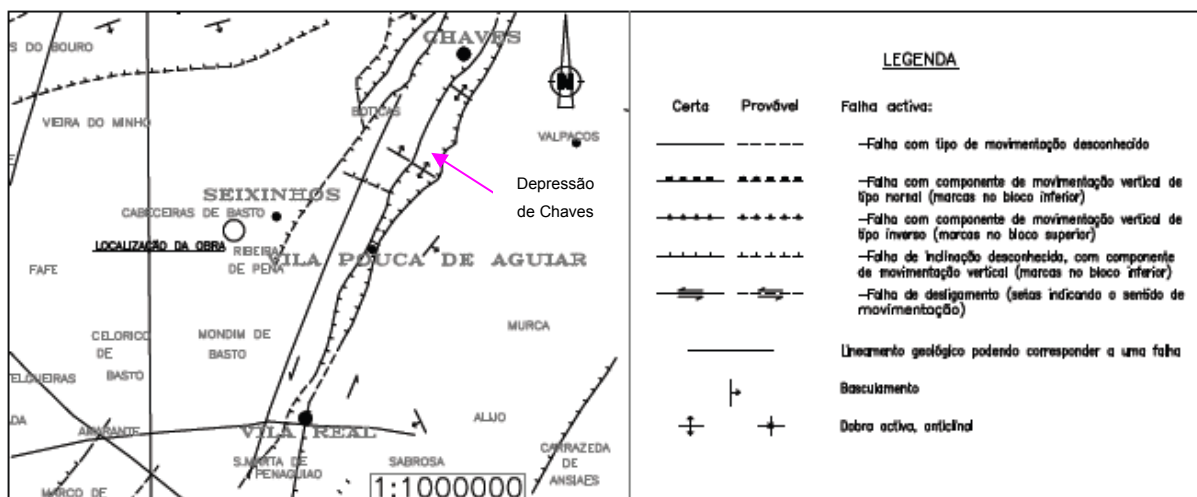 CHAVES
S DO BOURO
N
BOTICAS
VIEIRA DO MINHO
VALPAÇOS
Depressão
de Chaves
SEIXINHOS
CABECEIRAS DE BASTO
LOCALIZAÇÃO DA OBRA
RIBEIRA
DE PENA
VILA POUCA DE AGUIAR
FAFE
MURCA
CELORICO
DE
BASTO
MONDIM DE
BASTO
ELGUEIRAS
ADA
AMARANTE
VILA REAL
ALIJO
S.MARTA DE
PENAGUIAO
SABROSA
CARRAZEDA
DE
ANSIAES
MARCO DE
1:1000000
LEGENDA
Certa Provável Falha activa:
—Falha com tipo de movimentação desconhecido
—Falha com componente de movimentação vertical de
tipo normal (marcas no bloco inferior)
—Falha com componente de movimentação vertical de
tipo inverso (marcas no bloco superior)
—Falha de inclinação desconhecida, com componente
de movimentação vertical (marcas no bloco inferior)
—Falha de desligamento (setas indicando o sentido de
movimentação)
Lineamento geológico podendo corresponder a uma falha
Basculamento
Dobra activa, anticlinal